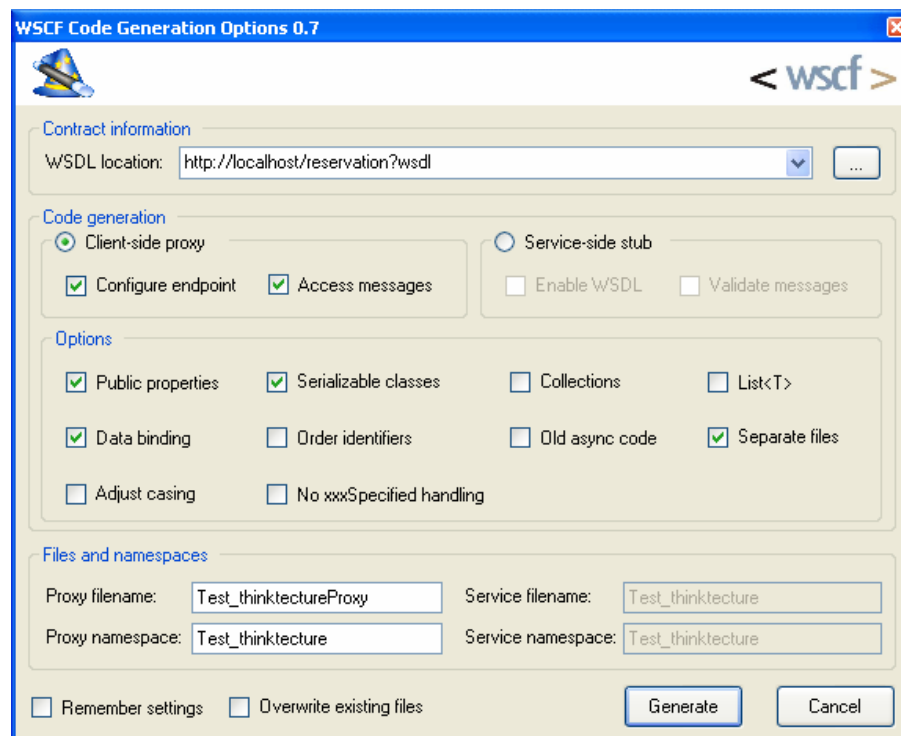 WSCF Code Generation Options 0.7
< wscf >
Contract information
WSDL location: http://localhost/reservation?wsdl ...
Code generation
Client-side proxy Service-side stub
Configure endpoint Access messages Enable WSDL Validate messages
Options
Public properties Serializable classes Collections List<T>
Data binding Order identifiers Old async code Separate files
Adjust casing No xxxSpecified handling
Files and namespaces
Proxy filename: Test_thinktectureProxy Service filename: Test_thinktecture
Proxy namespace: Test_thinktecture Service namespace: Test_thinktecture
Remember settings Overwrite existing files Generate Cancel